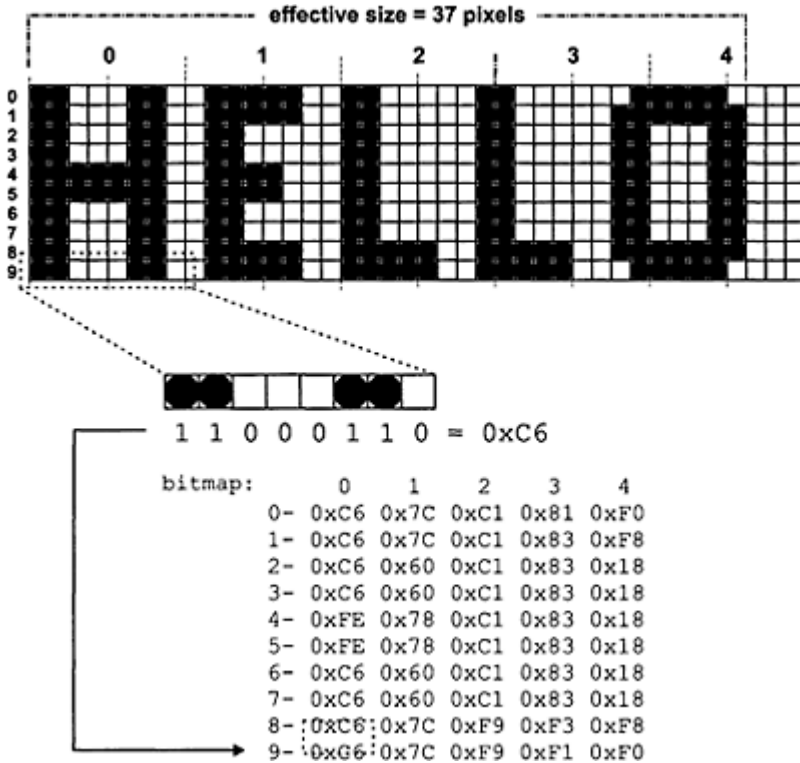 effective size = 37 pixels
0 1 2 3 4
0
1
2
3
4
5
6
7
8
9
1 1 0 0 0 1 1 0 = 0xC6
bitmap: 0 1 2 3 4
0- 0xC6 0x7C 0xC1 0x81 0xF0
1- 0xC6 0x7C 0xC1 0x83 0xF8
2- 0xC6 0x60 0xC1 0x83 0x18
3- 0xC6 0x60 0xC1 0x83 0x18
4- 0xFE 0x78 0xC1 0x83 0x18
5- 0xFE 0x78 0xC1 0x83 0x18
6- 0xC6 0x60 0xC1 0x83 0x18
7- 0xC6 0x60 0xC1 0x83 0x18
8- 0xC6 0x7C 0xF9 0xF3 0xF8
9- 0xG6 0x7C 0xF9 0xF1 0xF0
HELLO